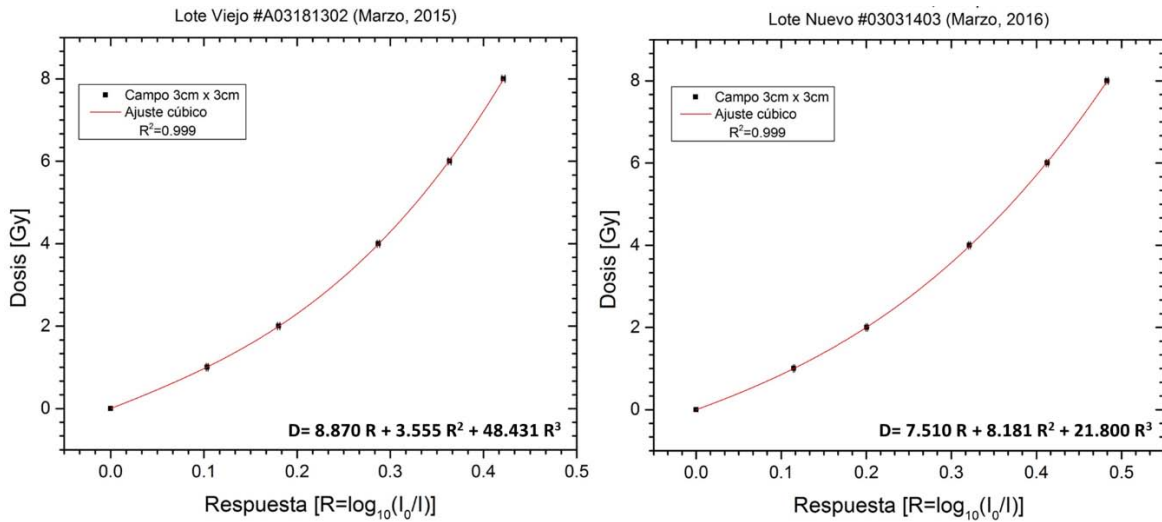 Lote Viejo #A03181302 (Marzo, 2015)
8
6
4
2
0
Dosis [Gy]
Campo 3cm x 3cm
Ajuste cúbico
R²=0.999
D= 8.870 R + 3.555 R² + 48.431 R³
0.0 0.1 0.2 0.3 0.4 0.5
Respuesta [R=log₁₀(I₀/I)]
Lote Nuevo #03031403 (Marzo, 2016)
8
6
4
2
0
Dosis [Gy]
Campo 3cm x 3cm
Ajuste cúbico
R²=0.999
D= 7.510 R + 8.181 R² + 21.800 R³
0.0 0.1 0.2 0.3 0.4 0.5
Respuesta [R=log₁₀(I₀/I)]